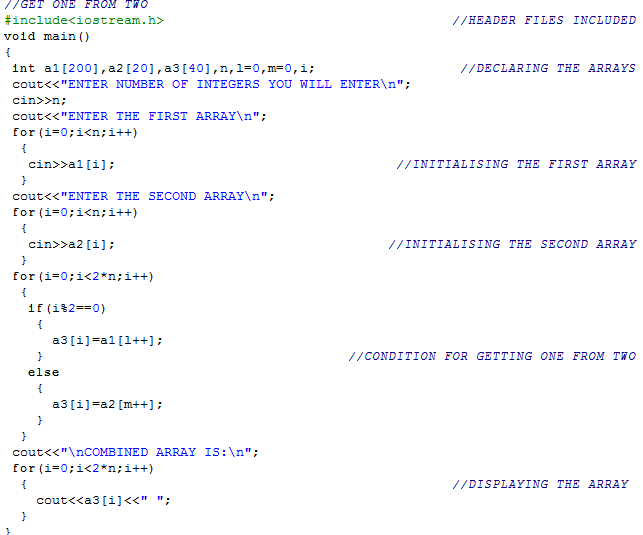 //GET ONE FROM TWO
#include<iostream.h> //HEADER FILES INCLUDED
void main()
{
int a1[200],a2[20],a3[40],n,l=0,m=0,i; //DECLARING THE ARRAYS
cout<<"ENTER NUMBER OF INTEGERS YOU WILL ENTER\n";
cin>>n;
cout<<"ENTER THE FIRST ARRAY\n";
for(i=0;i<n;i++)
{
cin>>a1[i]; //INITIALISING THE FIRST ARRAY
}
cout<<"ENTER THE SECOND ARRAY\n";
for(i=0;i<n;i++)
{
cin>>a2[i]; //INITIALISING THE SECOND ARRAY
}
for(i=0;i<2*n;i++)
{
if(i%2==0)
{
a3[i]=a1[l++];
} //CONDITION FOR GETTING ONE FROM TWO
else
{
a3[i]=a2[m++];
}
}
cout<<"\nCOMBINED ARRAY IS:\n";
for(i=0;i<2*n;i++)
{ //DISPLAYING THE ARRAY
cout<<a3[i]<<" ";
}
}